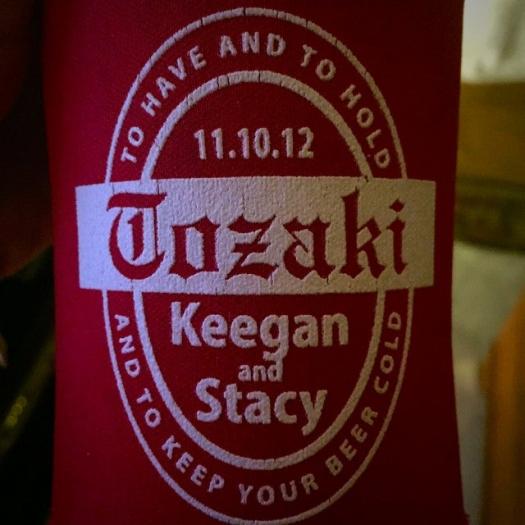 TO HAVE AND TO HOLD
11.10.12
Tozaki
Keegan
and
Stacy
AND TO KEEP YOUR BEER COLD